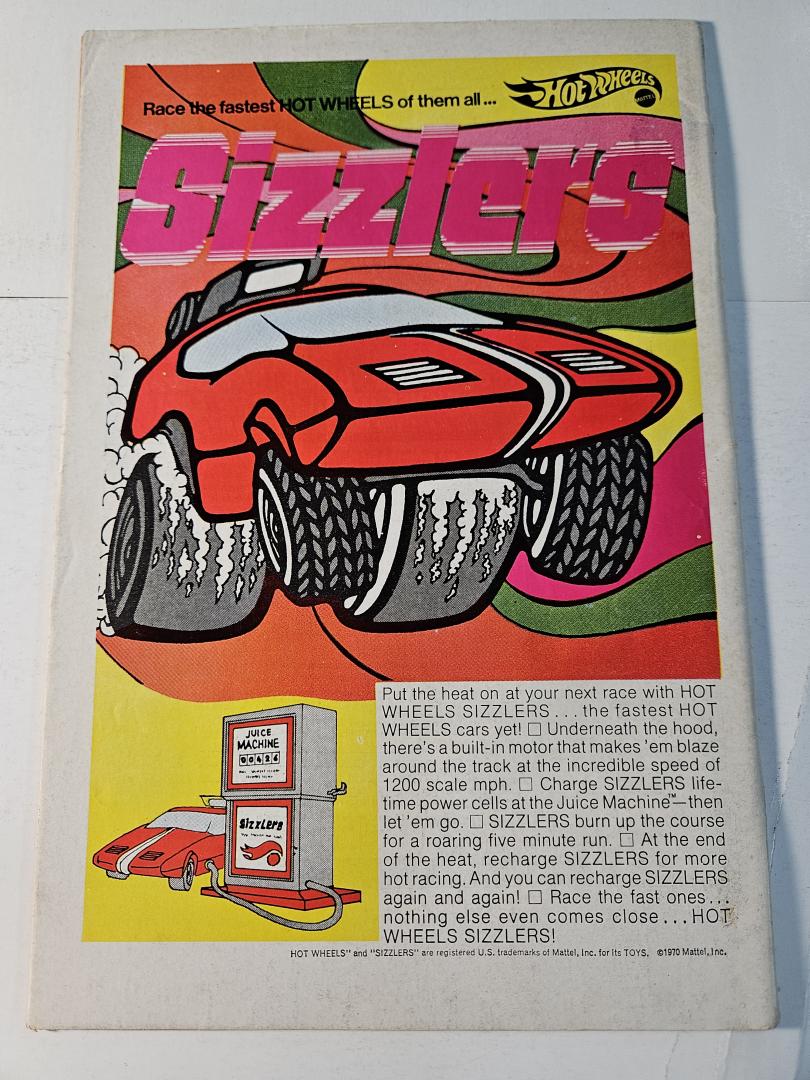 Race the fastest HOT WHEELS of them all...
Hot Wheels
MATTEL
Sizzlers
Put the heat on at your next race with HOT
WHEELS SIZZLERS . . . the fastest HOT
WHEELS cars yet! □ Underneath the hood,
there's a built-in motor that makes 'em blaze
around the track at the incredible speed of
1200 scale mph. □ Charge SIZZLERS life-
time power cells at the Juice Machine™—then
let 'em go. □ SIZZLERS burn up the course
for a roaring five minute run. □ At the end
of the heat, recharge SIZZLERS for more
hot racing. And you can recharge SIZZLERS
again and again! □ Race the fast ones...
nothing else even comes close . . . HOT
WHEELS SIZZLERS!
JUICE
MACHINE
00426
Sizzlers
HOT WHEELS" and "SIZZLERS" are registered U.S. trademarks of Mattel, Inc. for its TOYS. ©1970 Mattel, Inc.